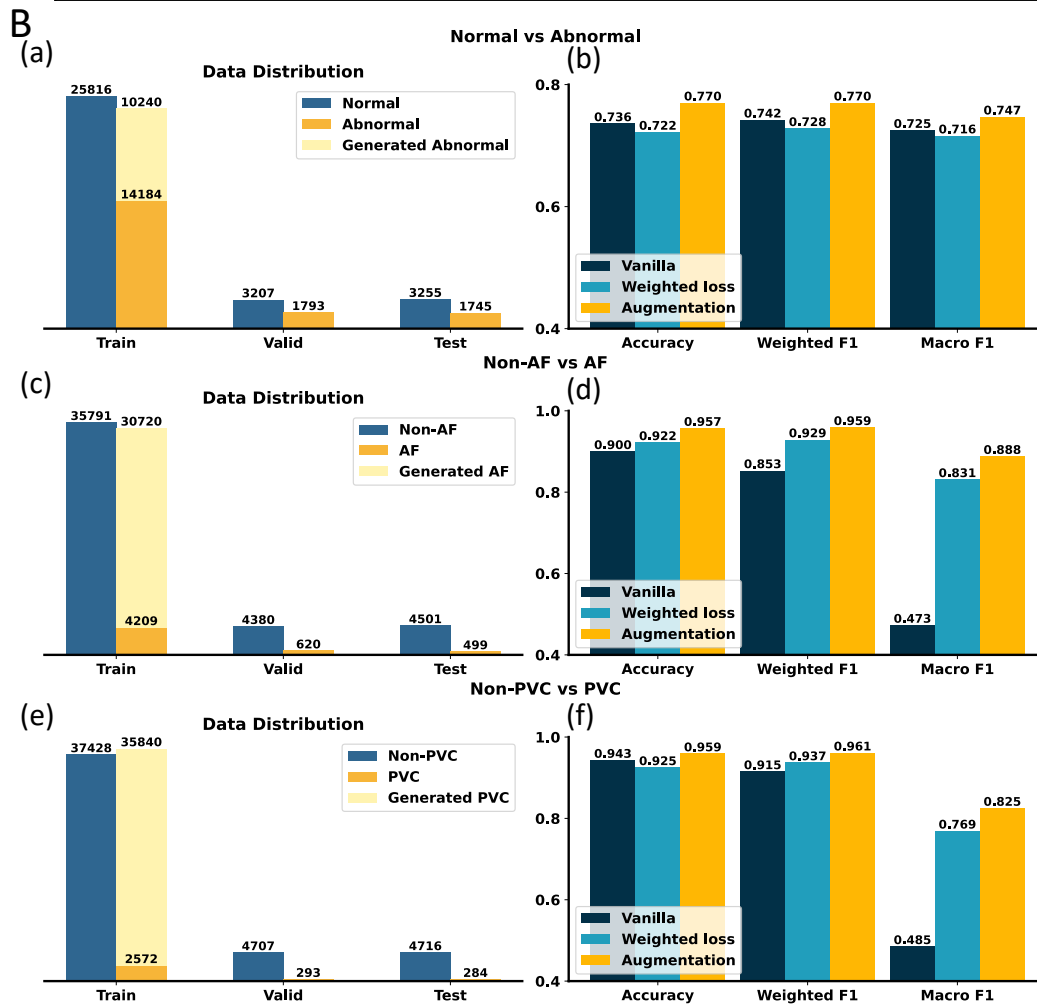 B
Normal vs Abnormal
(a)
Data Distribution
25816
10240
14184
3207
1793
3255
1745
Normal
Abnormal
Generated Abnormal
Train
Valid
Test
(b)
0.8
0.6
0.4
0.736
0.722
0.770
0.742
0.728
0.770
0.725
0.716
0.747
Vanilla
Weighted loss
Augmentation
Accuracy
Weighted F1
Macro F1
Non-AF vs AF
(c)
Data Distribution
35791
30720
4209
4380
620
4501
499
Non-AF
AF
Generated AF
Train
Valid
Test
(d)
1.0
0.8
0.6
0.4
0.900
0.922
0.957
0.853
0.929
0.959
0.473
0.831
0.888
Vanilla
Weighted loss
Augmentation
Accuracy
Weighted F1
Macro F1
Non-PVC vs PVC
(e)
Data Distribution
37428
35840
2572
4707
293
4716
284
Non-PVC
PVC
Generated PVC
Train
Valid
Test
(f)
1.0
0.8
0.6
0.4
0.943
0.925
0.959
0.915
0.937
0.961
0.485
0.769
0.825
Vanilla
Weighted loss
Augmentation
Accuracy
Weighted F1
Macro F1